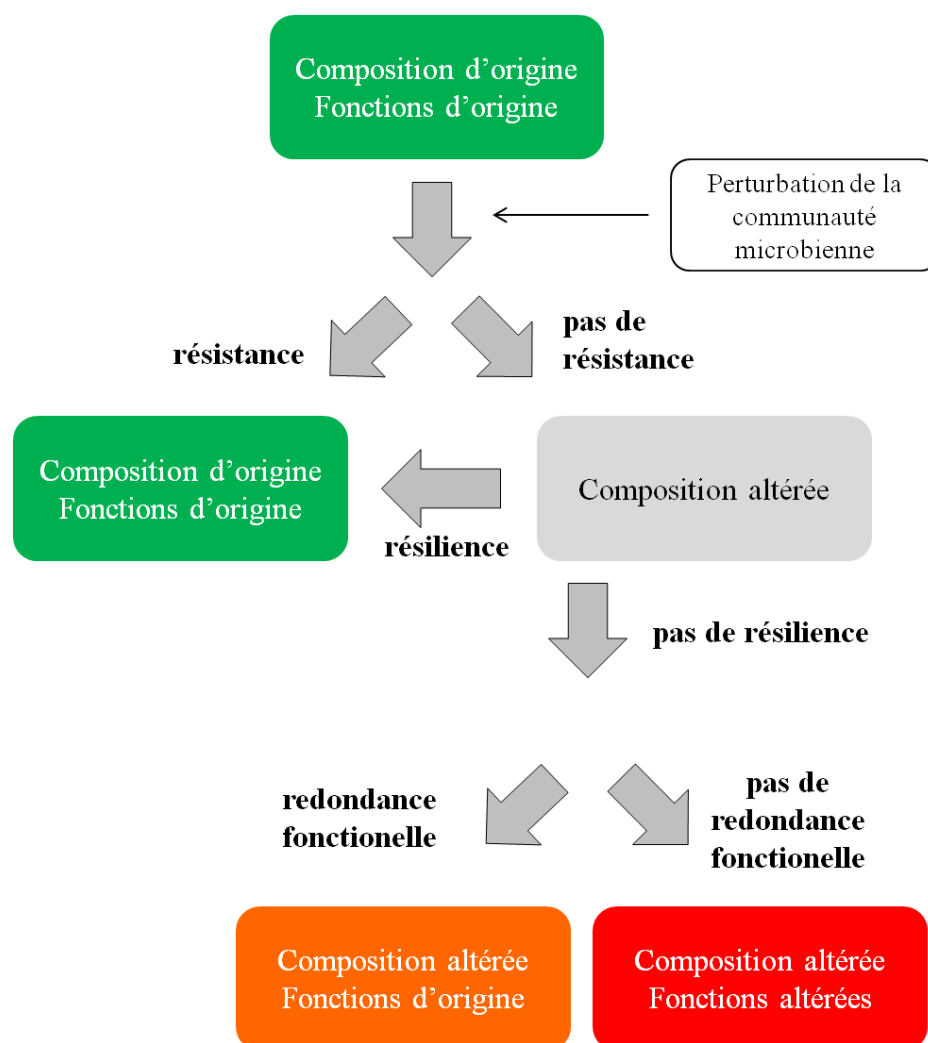 Composition d’origine
Fonctions d’origine
Perturbation de la
communauté
microbienne
résistance
pas de
résistance
Composition d’origine
Fonctions d’origine
résilience
Composition altérée
pas de résilience
redondance
fonctionelle
pas de
redondance
fonctionelle
Composition altérée
Fonctions d’origine
Composition altérée
Fonctions altérées